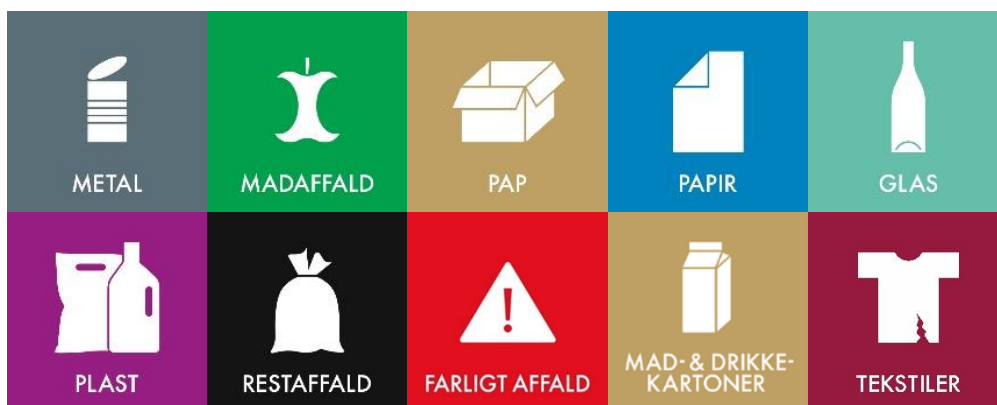 METAL
MADAFFALD
PAP
PAPIR
GLAS
PLAST
RESTAFFALD
FARLIGT AFFALD
MAD- & DRIKKE-
KARTONER
TEKSTILER